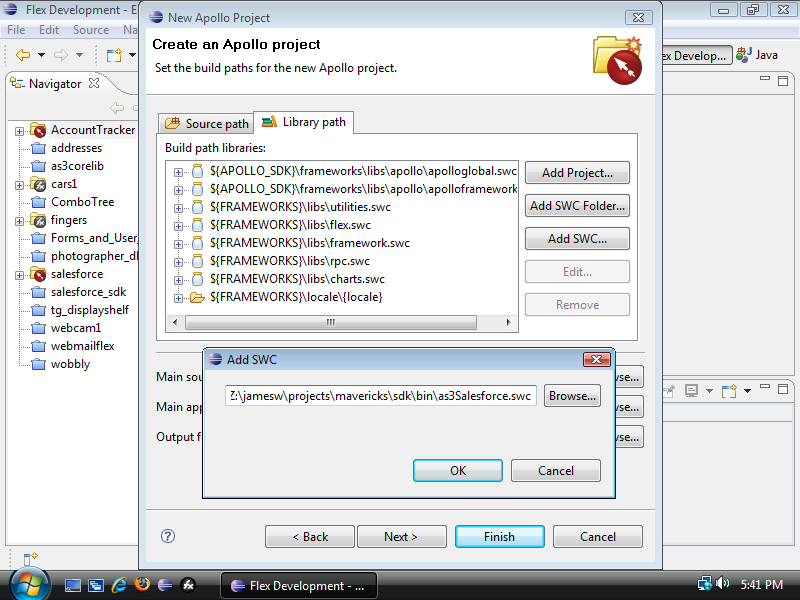 Flex Development - E
File Edit Source Na
Navigator
AccountTracker
addresses
as3corelib
cars1
ComboTree
fingers
Forms_and_User_
photographer_dl
salesforce
salesforce_sdk
tg_displayshelf
webcam1
webmailflex
wobbly
New Apollo Project
Create an Apollo project
Set the build paths for the new Apollo project.
Source path
Library path
Build path libraries:
${APOLLO_SDK}\frameworks\libs\apollo\apolloglobal.swc
${APOLLO_SDK}\frameworks\libs\apollo\apolloframework
${FRAMEWORKS}\libs\utilities.swc
${FRAMEWORKS}\libs\flex.swc
${FRAMEWORKS}\libs\framework.swc
${FRAMEWORKS}\libs\rpc.swc
${FRAMEWORKS}\libs\charts.swc
${FRAMEWORKS}\locale\{locale}
Add Project...
Add SWC Folder...
Add SWC...
Edit...
Remove
Main sou
wse...
Main app
wse...
Output f
wse...
Add SWC
Z:\jamesw\projects\mavericks\sdk\bin\as3Salesforce.swc
Browse...
OK
Cancel
< Back
Next >
Finish
Cancel
ex Develop...
Java
Flex Development - ...
5:41 PM